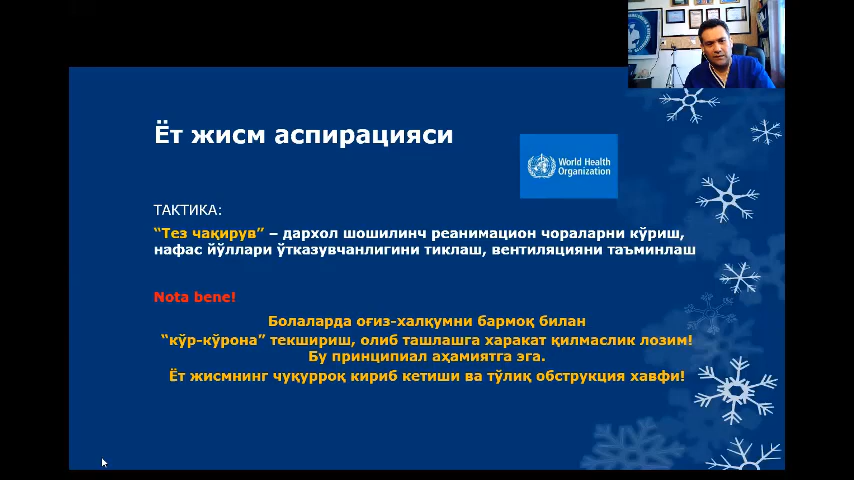 Ёт жисм аспирацияси
World Health
Organization
ТАКТИКА:
“Тез чақирув” – дархол шошилинч реанимацион чораларни кўриш,
нафас йўллари ўтказувчанлигини тиклаш, вентиляцияни таъминлаш
Nota bene!
Болаларда оғиз-халқумни бармоқ билан
“кўр-кўрона” текшириш, олиб ташлашга харакат қилмаслик лозим!
Бу принципиал аҳамиятга эга.
Ёт жисмнинг чуқурроқ кириб кетиши ва тўлиқ обструкция хавфи!